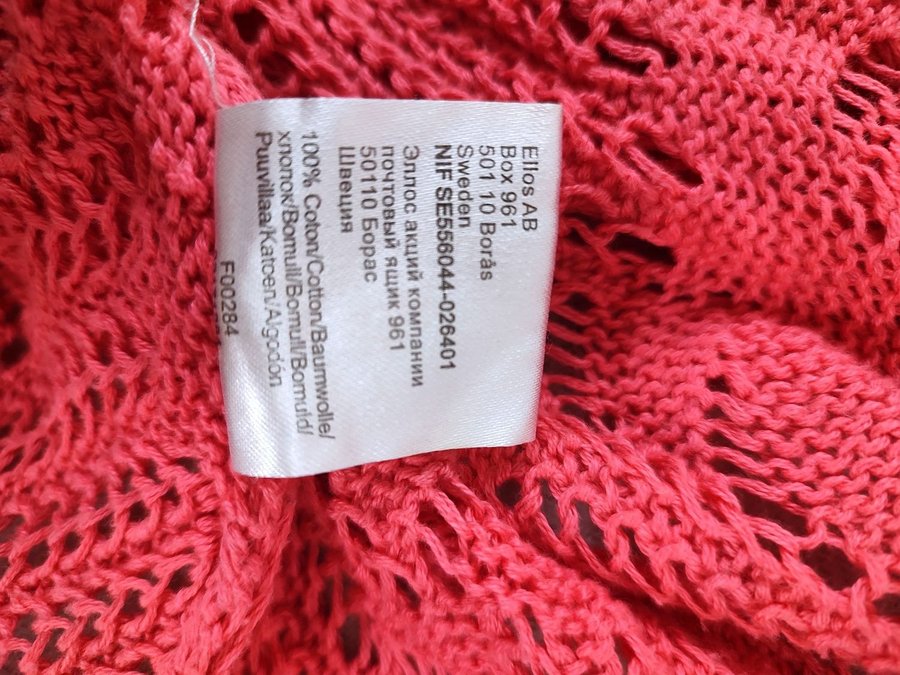 Ellos AB
Box 961
501 10 Borås
Sweden
NIF SE556044-026401
Эллос акций компании
почтовый ящик 961
50110 Борас
Швеция
100% Coton/Cotton/Baumwolle/
хлопок/Bomull/Bomull/Bomuld/
Puuvillaa/Katoen/Algodón
F00284